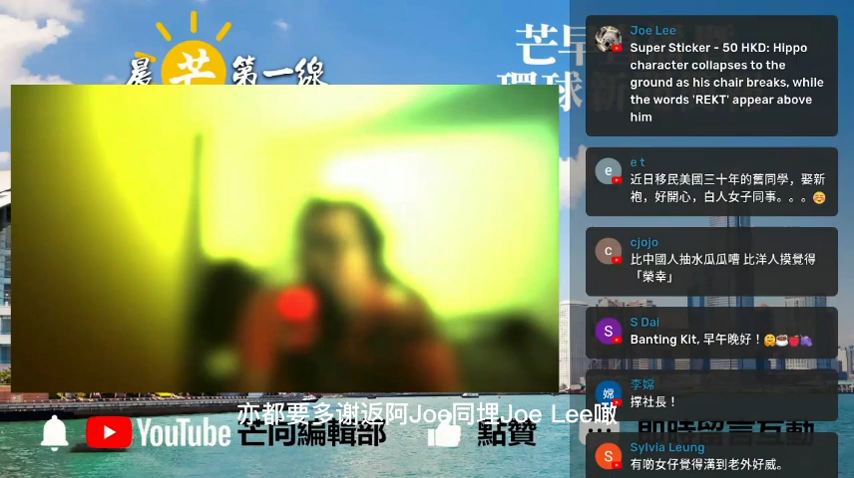 晨芒第一線
芒早
環球新
Joe Lee
Super Sticker - 50 HKD: Hippo
character collapses to the
ground as his chair breaks, while
the words 'REKT' appear above
him
e t
近日移民美國三十年的舊同學，娶新
袍，好開心，白人女子同事。。。☺️
cjojo
比中國人抽水瓜瓜嘈 比洋人摸覺得
「榮幸」
S Dai
Banting Kit, 早午晚好！🤗☕🍎🍇
李嫦
撑社長！
亦都要多謝返阿Joe同埋Joe Lee噉
YouTube 芒向編輯部 點贊 即時留言互動
Sylvia Leung
有啲女仔覺得溝到老外好威。